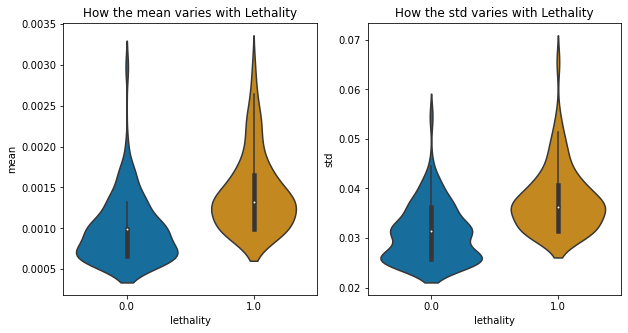 How the mean varies with Lethality
0.0035
0.0030
0.0025
0.0020
0.0015
0.0010
0.0005
mean
0.0 1.0
lethality
How the std varies with Lethality
0.07
0.06
0.05
0.04
0.03
0.02
std
0.0 1.0
lethality